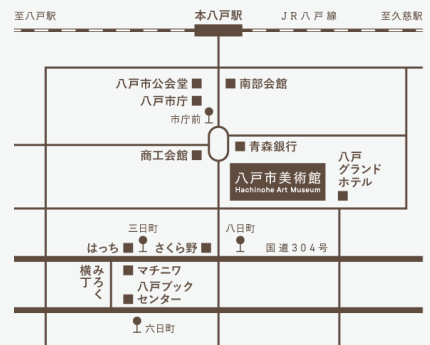 至八戸駅
本八戸駅
JR八戸線
至久慈駅
八戸市公会堂
南部会館
八戸市庁
市庁前
商工会館
青森銀行
八戸
グランド
ホテル
八戸市美術館
Hachinohe Art Museum
三日町
八日町
はっち
さくら野
国道304号
みろく
横丁
マチニワ
八戸ブック
センター
六日町